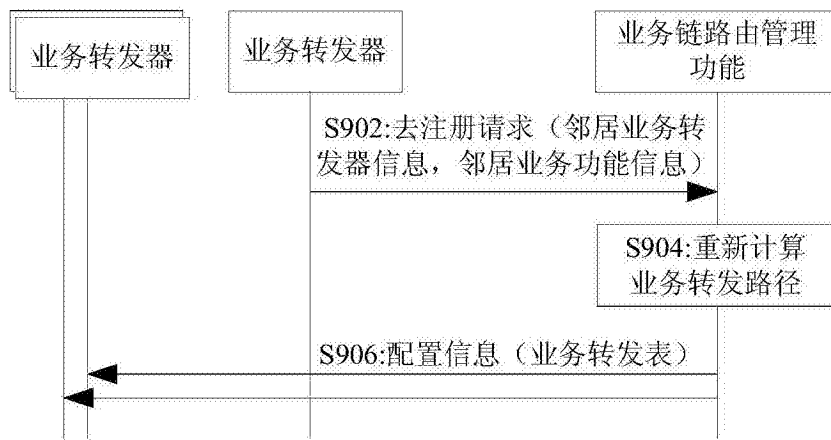 业务转发器
业务转发器
业务链路由管理
功能
S902:去注册请求（邻居业务转
发器信息，邻居业务功能信息）
S904:重新计算
业务转发路径
S906:配置信息（业务转发表）